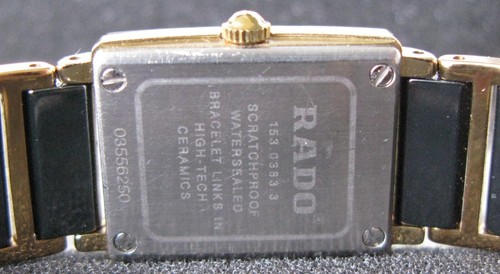 RADO
153.0383.3
SCRATCHPROOF
WATERSEALED
BRACELET LINKS IN
HIGH-TECH
CERAMICS
03556250